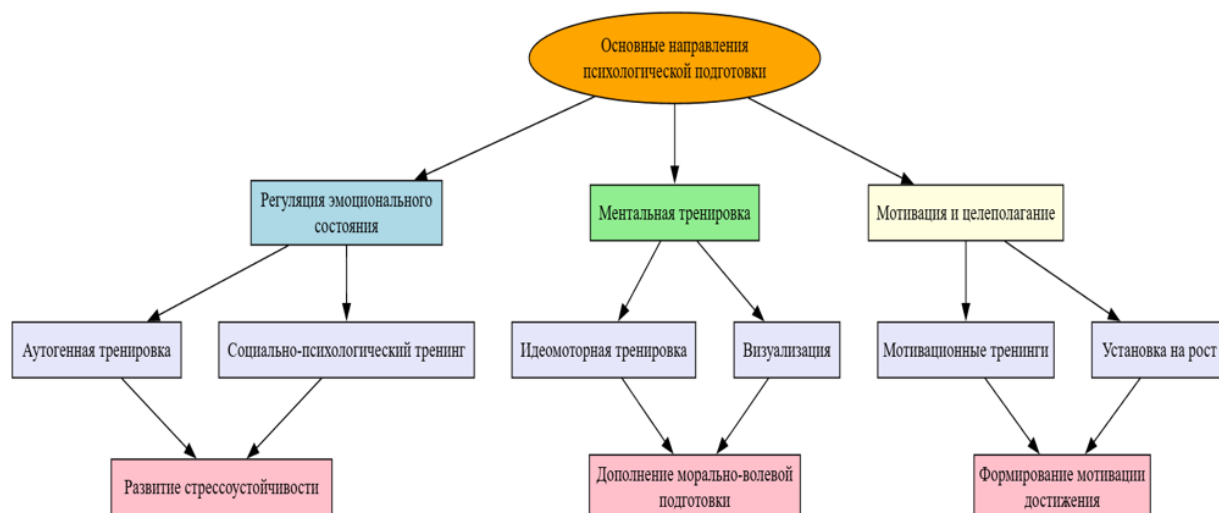 Основные направления
психологической подготовки
Регуляция эмоционального
состояния
Ментальная тренировка
Мотивация и целеполагание
Аутогенная тренировка
Социально-психологический тренинг
Идеомоторная тренировка
Визуализация
Мотивационные тренинги
Установка на рост
Развитие стрессоустойчивости
Дополнение морально-волевой
подготовки
Формирование мотивации
достижения